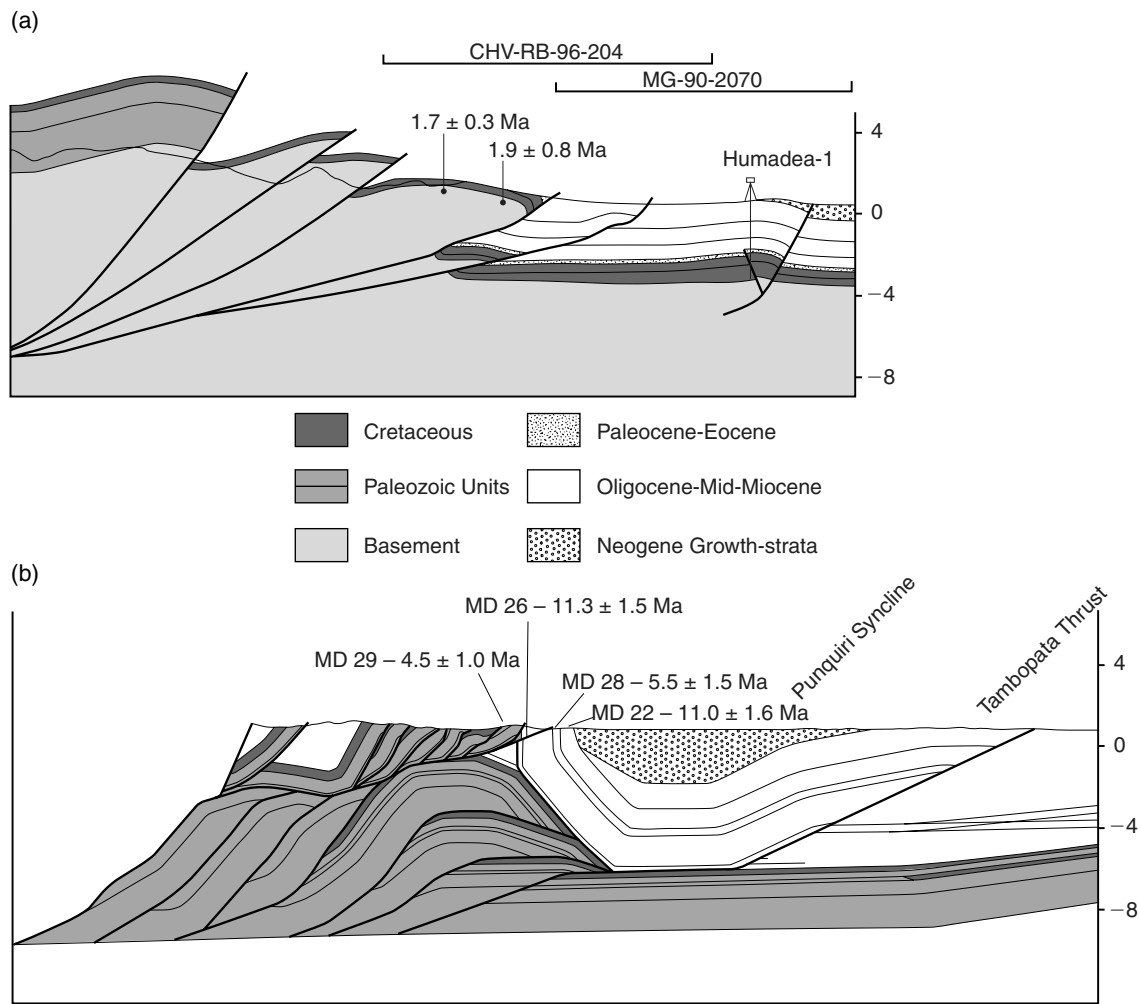 (a)
CHV-RB-96-204
MG-90-2070
1.7 ± 0.3 Ma
1.9 ± 0.8 Ma
Humadea-1
4
0
−4
−8
Cretaceous
Paleocene-Eocene
Paleozoic Units
Oligocene-Mid-Miocene
Basement
Neogene Growth-strata
(b)
MD 26 – 11.3 ± 1.5 Ma
MD 29 – 4.5 ± 1.0 Ma
MD 28 – 5.5 ± 1.5 Ma
MD 22 – 11.0 ± 1.6 Ma
Punquiri Syncline
Tambopata Thrust
4
0
−4
−8